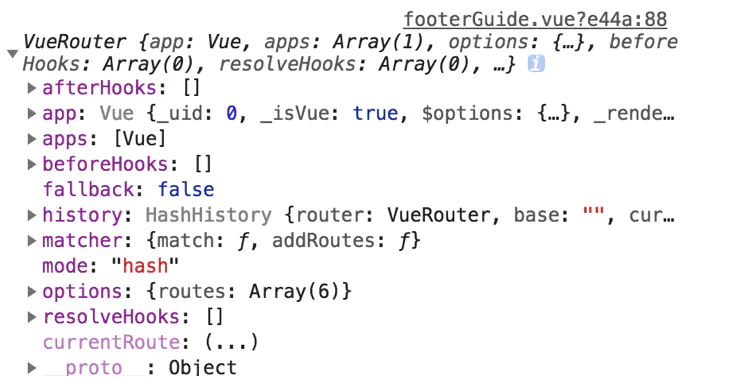 footerGuide.vue?e44a:88
VueRouter {app: Vue, apps: Array(1), options: {…}, before
Hooks: Array(0), resolveHooks: Array(0), …} i
afterHooks: []
app: Vue {_uid: 0, _isVue: true, $options: {…}, _rende…
apps: [Vue]
beforeHooks: []
fallback: false
history: HashHistory {router: VueRouter, base: "", cur…
matcher: {match: ƒ, addRoutes: ƒ}
mode: "hash"
options: {routes: Array(6)}
resolveHooks: []
currentRoute: (...)
__proto__: Object